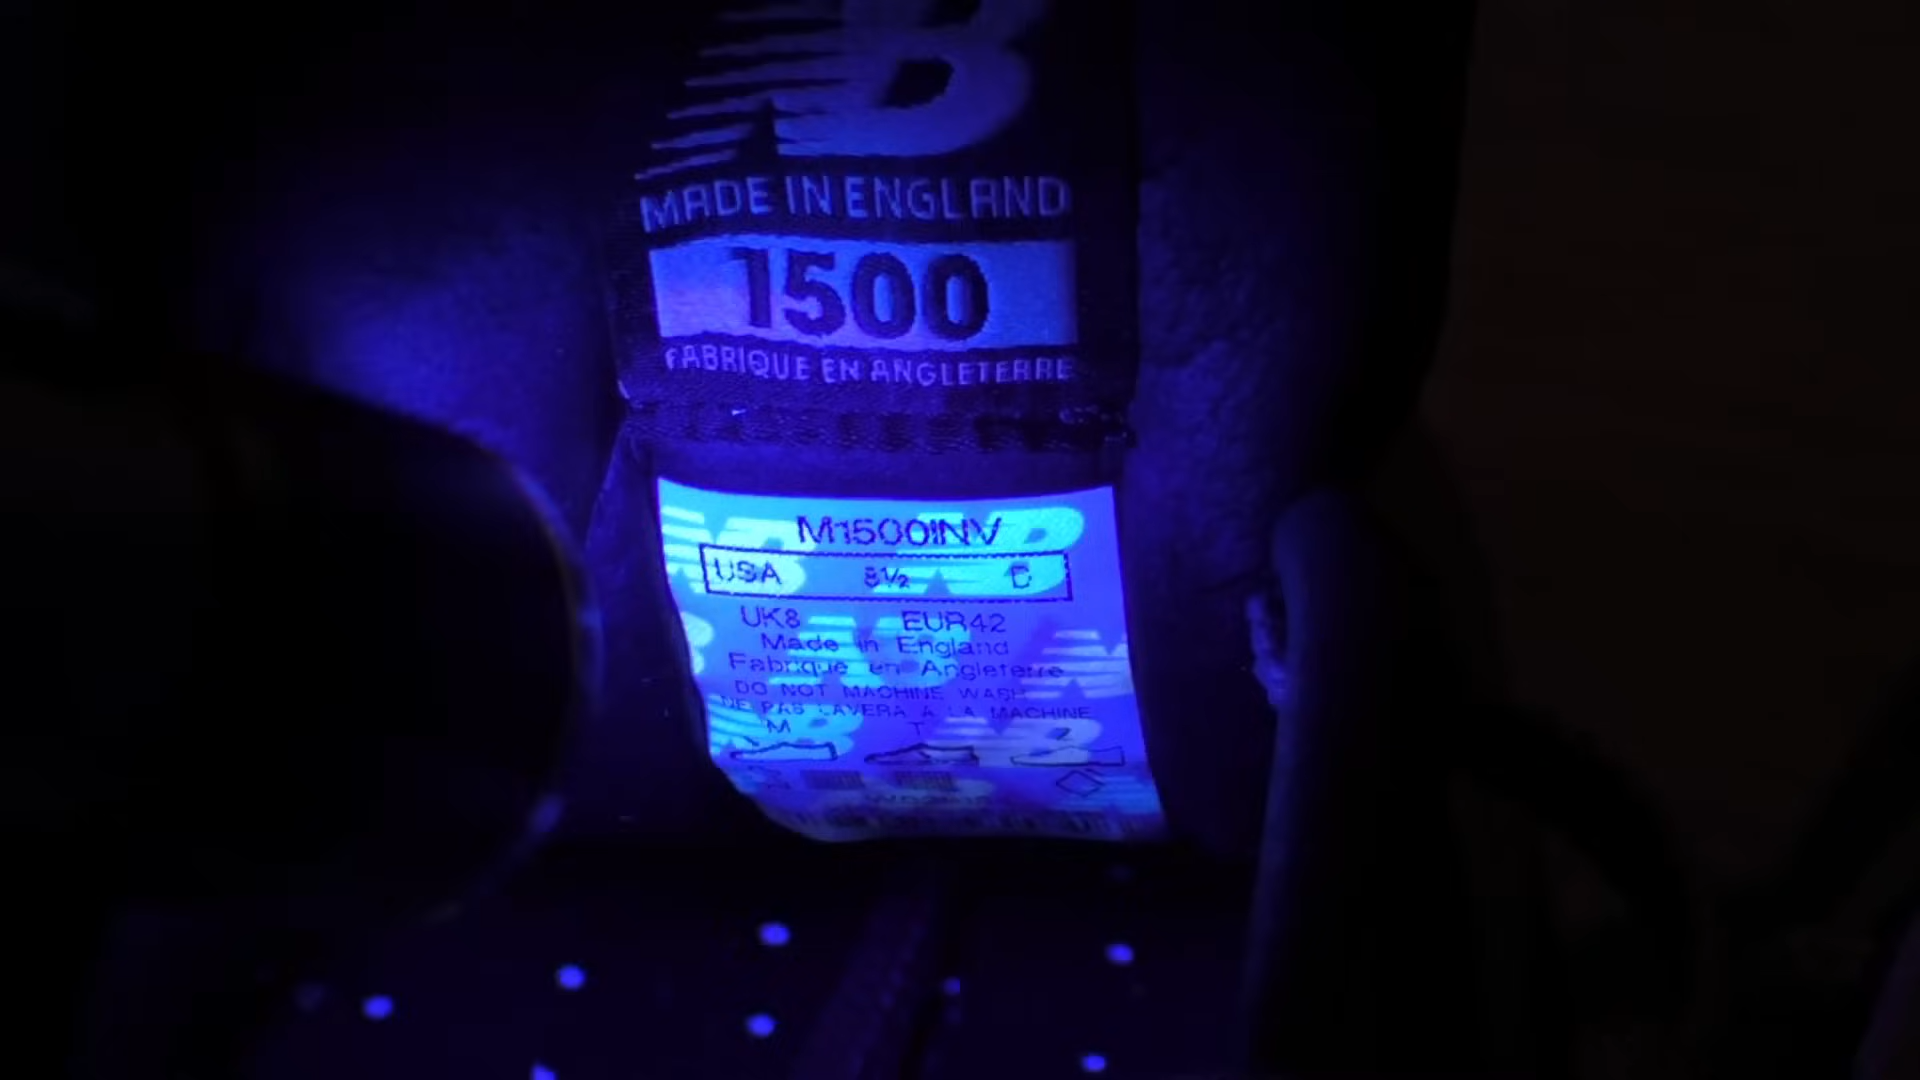 MADE IN ENGLAND
1500
FABRIQUE EN ANGLETERRE
M1500INV
USA 8½ D
UK8 EUR42
Made in England
Fabrique en Angleterre
DO NOT MACHINE WASH
NE PAS LAVERA A LA MACHINE
M T